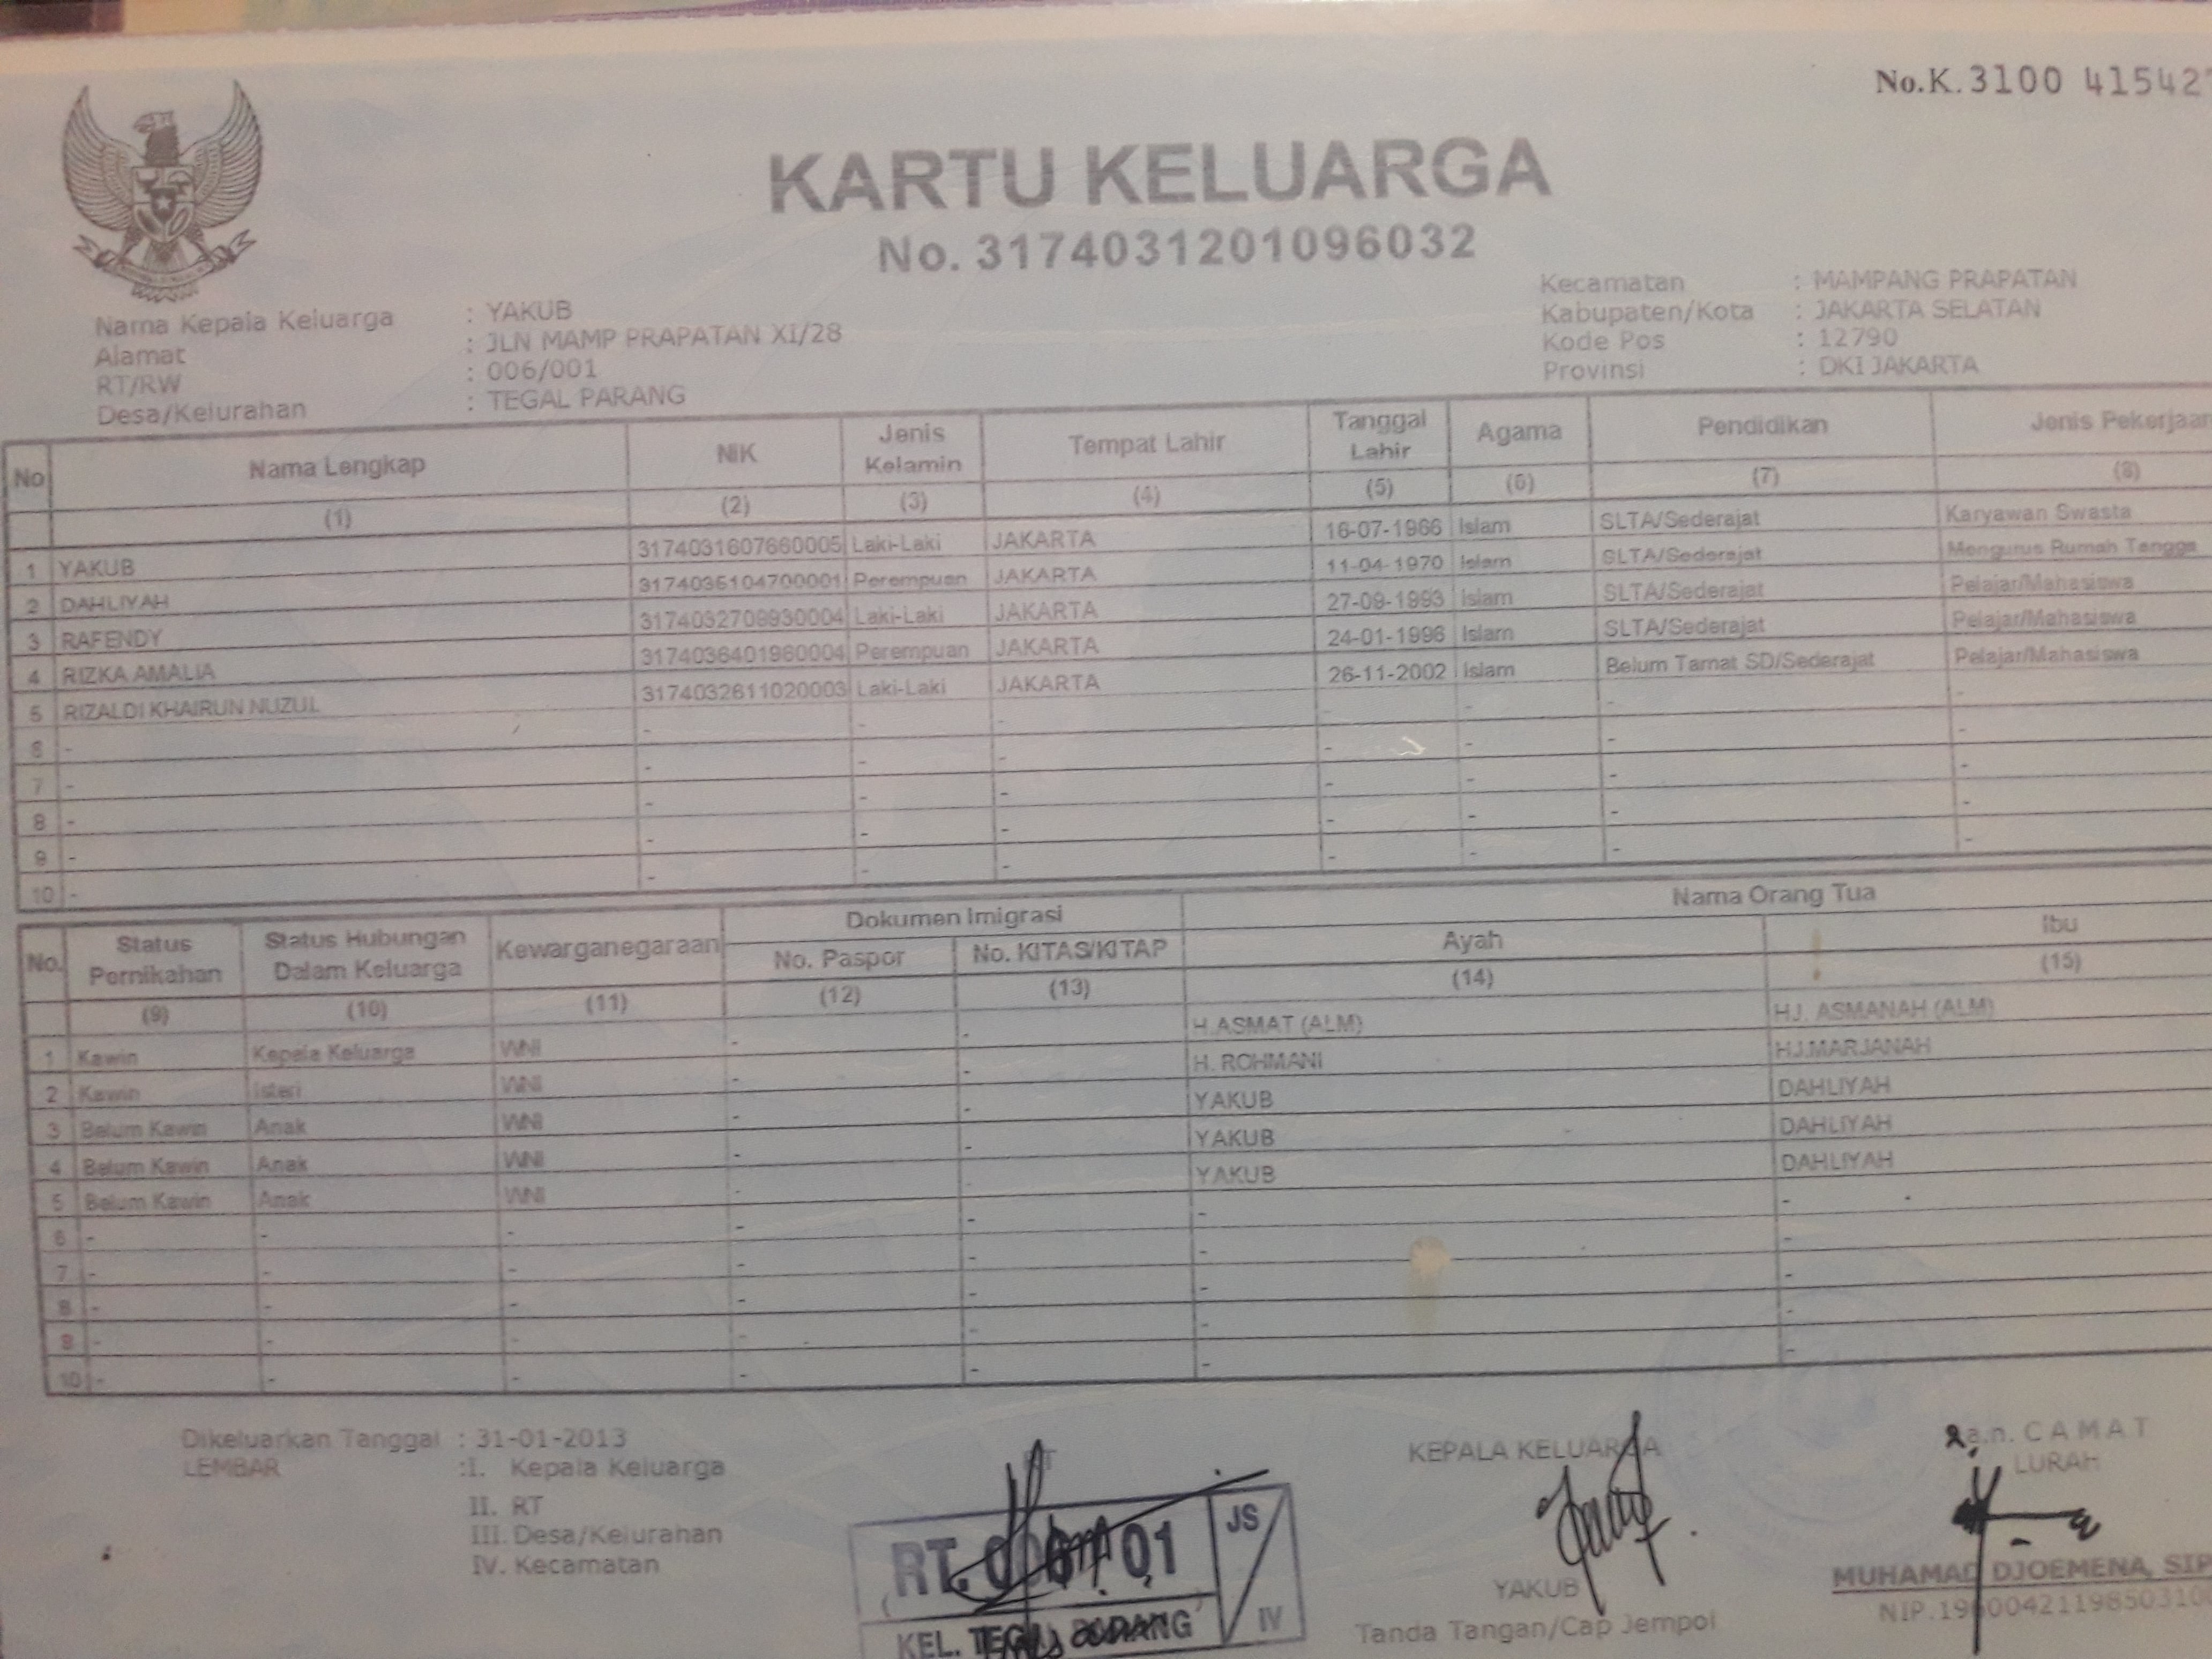 No.K. 3100 41542
KARTU KELUARGA
No. 3174031201096032
Nama Kepala Keluarga : YAKUB
Alamat : JLN MAMP PRAPATAN XI/28
RT/RW : 006/001
Desa/Kelurahan : TEGAL PARANG
Kecamatan : MAMPANG PRAPATAN
Kabupaten/Kota : JAKARTA SELATAN
Kode Pos : 12790
Provinsi : DKI JAKARTA
No Nama Lengkap NIK Jenis Kelamin Tempat Lahir Tanggal Lahir Agama Pendidikan Jenis Pekerjaan
(1) (2) (3) (4) (5) (6) (7) (8)
1 YAKUB 3174031607660005 Laki-Laki JAKARTA 16-07-1966 Islam SLTA/Sederajat Karyawan Swasta
2 DAHLIYAH 3174035104700001 Perempuan JAKARTA 11-04-1970 Islam SLTA/Sederajat Mengurus Rumah Tangga
3 RAFENDY 3174032709930004 Laki-Laki JAKARTA 27-09-1993 Islam SLTA/Sederajat Pelajar/Mahasiswa
4 RIZKA AMALIA 3174036401960004 Perempuan JAKARTA 24-01-1996 Islam SLTA/Sederajat Pelajar/Mahasiswa
5 RIZALDI KHAIRUN NUZUL 3174032611020003 Laki-Laki JAKARTA 26-11-2002 Islam Belum Tamat SD/Sederajat Pelajar/Mahasiswa
6 - - - - - - - -
7 - - - - - - - -
8 - - - - - - - -
9 - - - - - - - -
10 - - - - - - - -
No. Status Pernikahan Status Hubungan Dalam Keluarga Kewarganegaraan Dokumen Imigrasi Nama Orang Tua
No. Paspor No. KITAS/KITAP Ayah Ibu
(9) (10) (11) (12) (13) (14) (15)
1 Kawin Kepala Keluarga WNI - - H.ASMAT (ALM) HJ. ASMANAH (ALM)
2 Kawin Isteri WNI - - H. ROHMANI HJ.MARJANAH
3 Belum Kawin Anak WNI - - YAKUB DAHLIYAH
4 Belum Kawin Anak WNI - - YAKUB DAHLIYAH
5 Belum Kawin Anak WNI - - YAKUB DAHLIYAH
6 - - - - - - -
7 - - - - - - -
8 - - - - - - -
9 - - - - - - -
10 - - - - - - -
Dikeluarkan Tanggal : 31-01-2013
LEMBAR : I. Kepala Keluarga
II. RT
III. Desa/Kelurahan
IV. Kecamatan
RT
RT. 01
JS
IV
KEL. TEGAL PARANG
KEPALA KELUARGA
YAKUB
Tanda Tangan/Cap Jempol
a.n. C A M A T
LURAH
MUHAMAD DJOEMENA, SIP